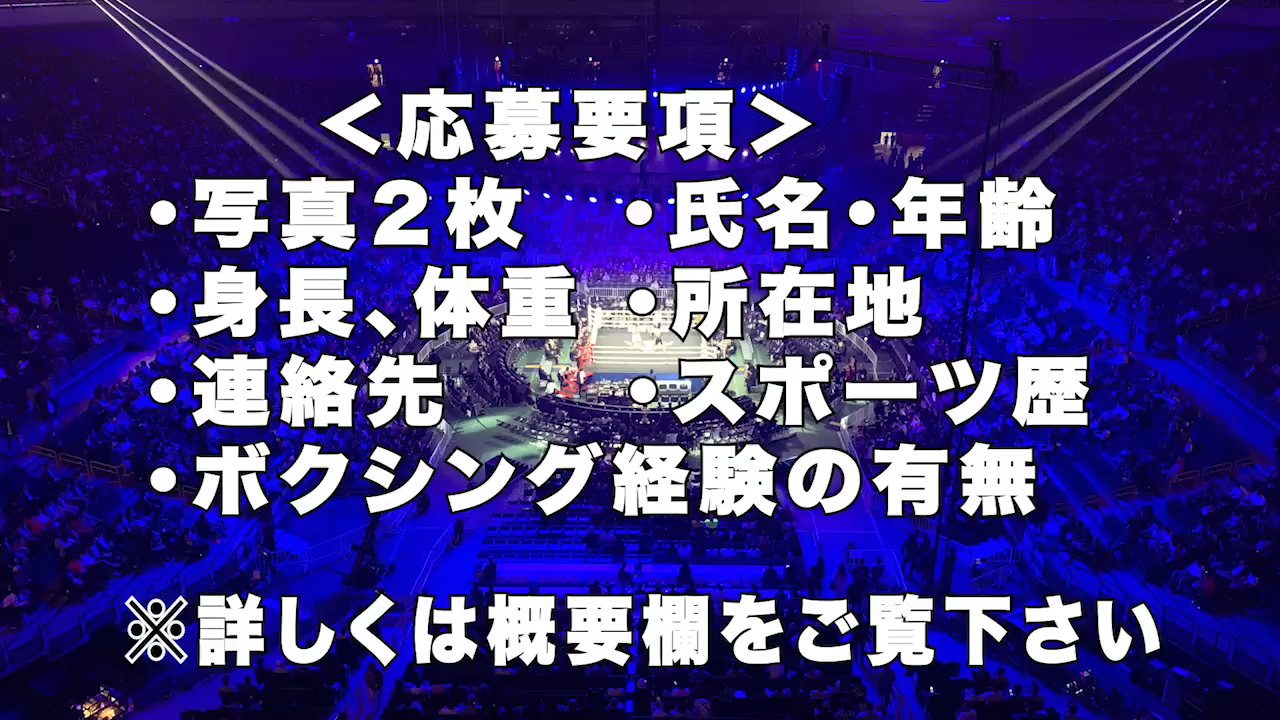 ＜応募要項＞
・写真２枚　・氏名・年齢
・身長、体重　・所在地
・連絡先　・スポーツ歴
・ボクシング経験の有無
※詳しくは概要欄をご覧下さい